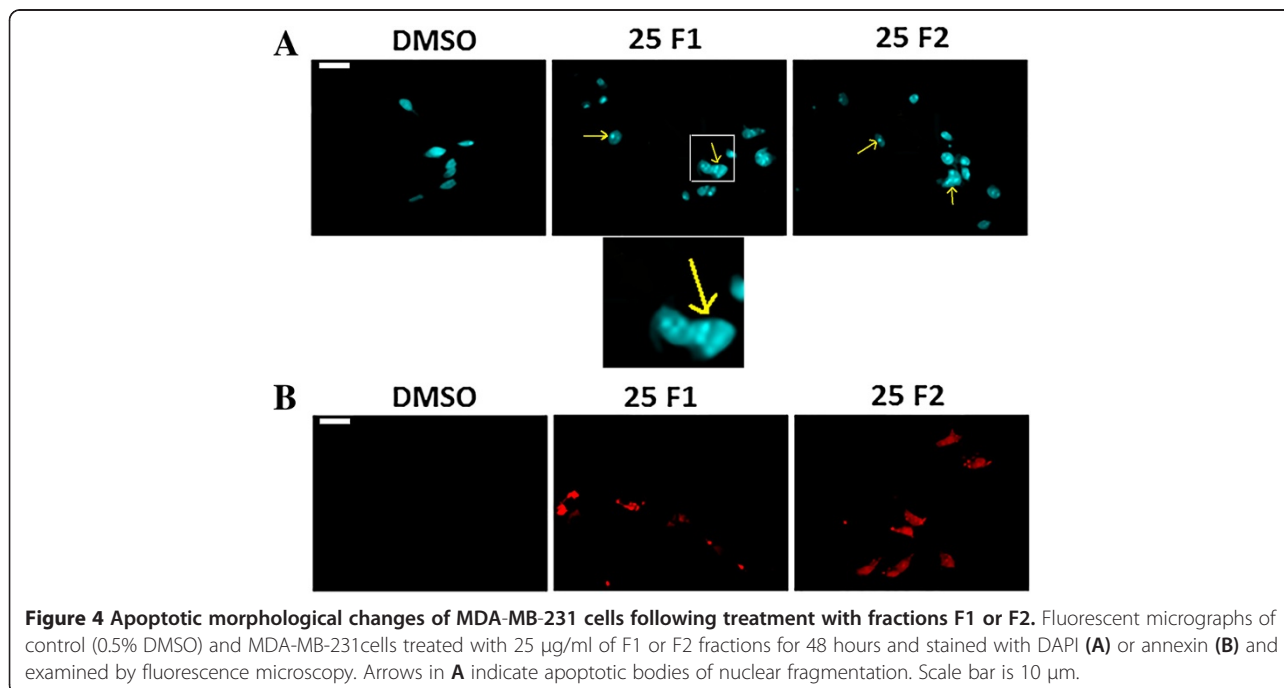 A
DMSO 25 F1 25 F2
B
DMSO 25 F1 25 F2
Figure 4 Apoptotic morphological changes of MDA-MB-231 cells following treatment with fractions F1 or F2. Fluorescent micrographs of
control (0.5% DMSO) and MDA-MB-231cells treated with 25 μg/ml of F1 or F2 fractions for 48 hours and stained with DAPI (A) or annexin (B) and
examined by fluorescence microscopy. Arrows in A indicate apoptotic bodies of nuclear fragmentation. Scale bar is 10 μm.